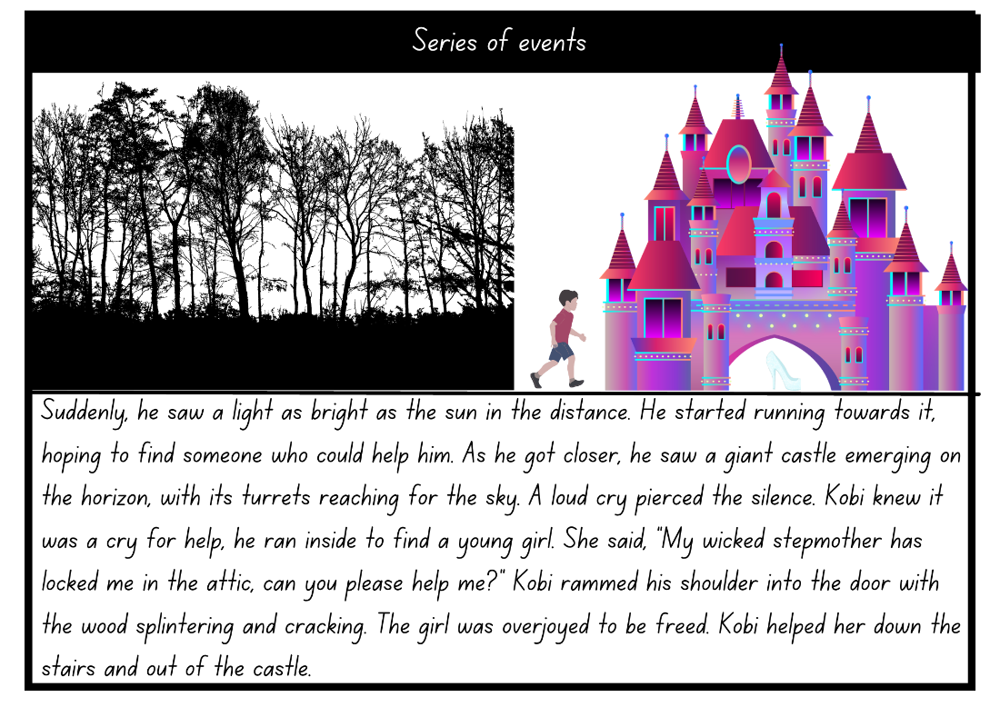 Series of events
Suddenly, he saw a light as bright as the sun in the distance. He started running towards it,
hoping to find someone who could help him. As he got closer, he saw a giant castle emerging on
the horizon, with its turrets reaching for the sky. A loud cry pierced the silence. Kobi knew it
was a cry for help, he ran inside to find a young girl. She said, "My wicked stepmother has
locked me in the attic, can you please help me?" Kobi rammed his shoulder into the door with
the wood splintering and cracking. The girl was overjoyed to be freed. Kobi helped her down the
stairs and out of the castle.